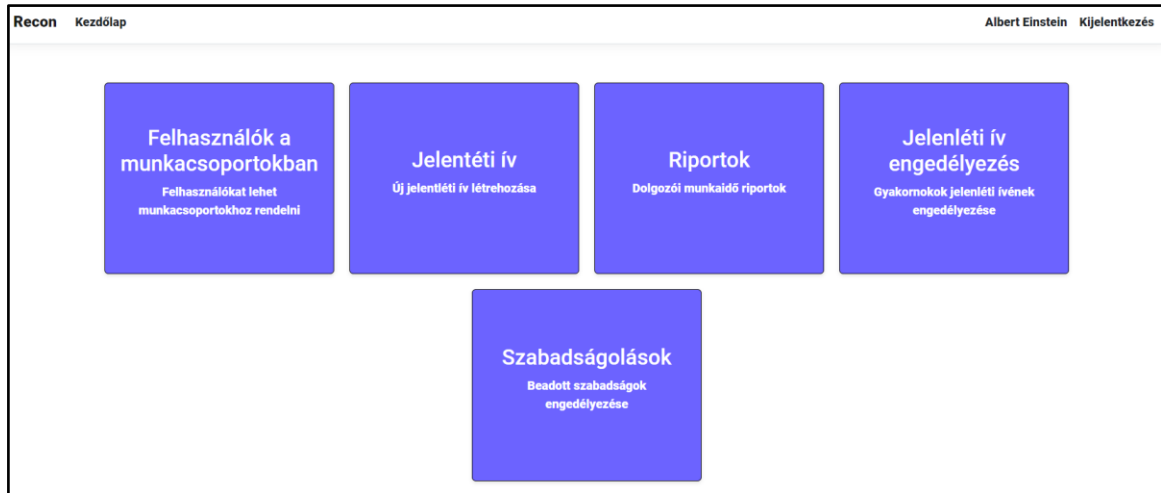 Recon Kezdőlap Albert Einstein Kijelentkezés
Felhasználók a
munkacsoportokban
Felhasználókat lehet
munkacsoportokhoz rendelni
Jelentéti ív
Új jelentléti ív létrehozása
Riportok
Dolgozói munkaidő riportok
Jelenléti ív
engedélyezés
Gyakornokok jelenléti ívének
engedélyezése
Szabadságolások
Beadott szabadságok
engedélyezése